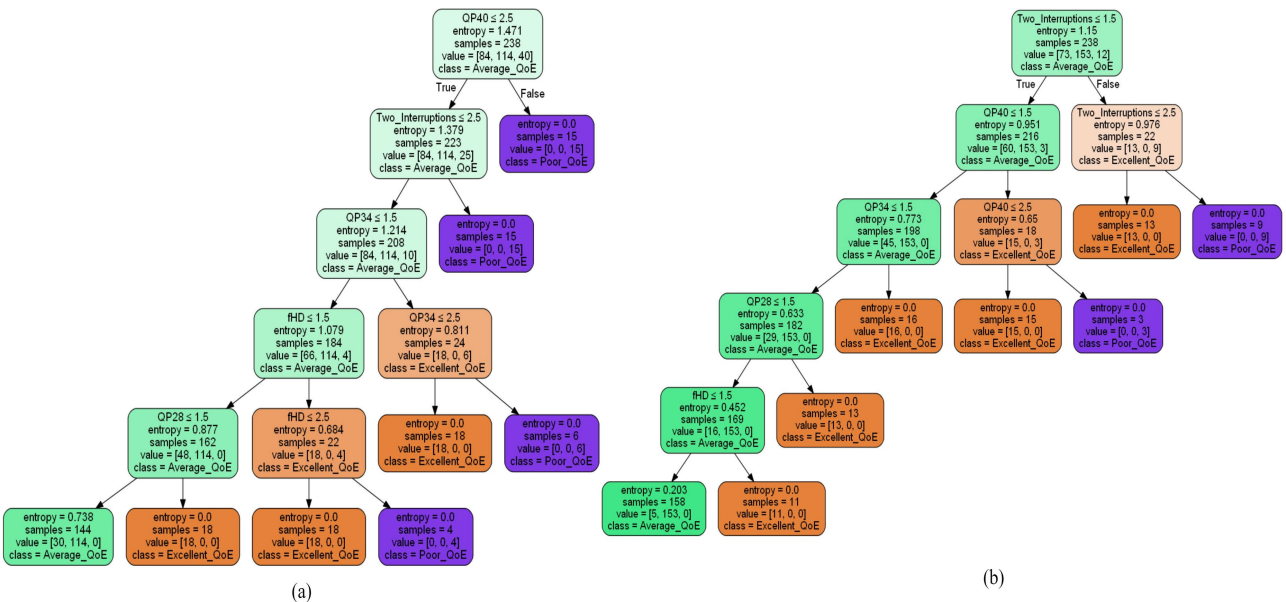 QP40 ≤ 2.5
entropy = 1.471
samples = 238
value = [84, 114, 40]
class = Average_QoE
True
False
Two_Interruptions ≤ 2.5
entropy = 1.379
samples = 223
value = [84, 114, 25]
class = Average_QoE
entropy = 0.0
samples = 15
value = [0, 0, 15]
class = Poor_QoE
QP34 ≤ 1.5
entropy = 1.214
samples = 208
value = [84, 114, 10]
class = Average_QoE
entropy = 0.0
samples = 15
value = [0, 0, 15]
class = Poor_QoE
fHD ≤ 1.5
entropy = 1.079
samples = 184
value = [66, 114, 4]
class = Average_QoE
QP34 ≤ 2.5
entropy = 0.811
samples = 24
value = [18, 0, 6]
class = Excellent_QoE
QP28 ≤ 1.5
entropy = 0.877
samples = 162
value = [48, 114, 0]
class = Average_QoE
fHD ≤ 2.5
entropy = 0.684
samples = 22
value = [18, 0, 4]
class = Excellent_QoE
entropy = 0.0
samples = 18
value = [18, 0, 0]
class = Excellent_QoE
entropy = 0.0
samples = 6
value = [0, 0, 6]
class = Poor_QoE
entropy = 0.738
samples = 144
value = [30, 114, 0]
class = Average_QoE
entropy = 0.0
samples = 18
value = [18, 0, 0]
class = Excellent_QoE
entropy = 0.0
samples = 18
value = [18, 0, 0]
class = Excellent_QoE
entropy = 0.0
samples = 4
value = [0, 0, 4]
class = Poor_QoE
(a)
Two_Interruptions ≤ 1.5
entropy = 1.15
samples = 238
value = [73, 153, 12]
class = Average_QoE
True
False
QP40 ≤ 1.5
entropy = 0.951
samples = 216
value = [60, 153, 3]
class = Average_QoE
Two_Interruptions ≤ 2.5
entropy = 0.976
samples = 22
value = [13, 0, 9]
class = Excellent_QoE
QP34 ≤ 1.5
entropy = 0.773
samples = 198
value = [45, 153, 0]
class = Average_QoE
QP40 ≤ 2.5
entropy = 0.65
samples = 18
value = [15, 0, 3]
class = Excellent_QoE
entropy = 0.0
samples = 13
value = [13, 0, 0]
class = Excellent_QoE
entropy = 0.0
samples = 9
value = [0, 0, 9]
class = Poor_QoE
QP28 ≤ 1.5
entropy = 0.633
samples = 182
value = [29, 153, 0]
class = Average_QoE
entropy = 0.0
samples = 16
value = [16, 0, 0]
class = Excellent_QoE
entropy = 0.0
samples = 15
value = [15, 0, 0]
class = Excellent_QoE
entropy = 0.0
samples = 3
value = [0, 0, 3]
class = Poor_QoE
fHD ≤ 1.5
entropy = 0.452
samples = 169
value = [16, 153, 0]
class = Average_QoE
entropy = 0.0
samples = 13
value = [13, 0, 0]
class = Excellent_QoE
entropy = 0.203
samples = 158
value = [5, 153, 0]
class = Average_QoE
entropy = 0.0
samples = 11
value = [11, 0, 0]
class = Excellent_QoE
(b)